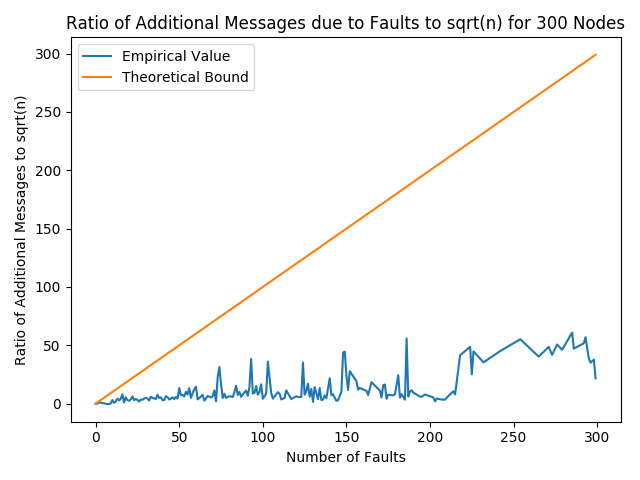 Ratio of Additional Messages due to Faults to sqrt(n) for 300 Nodes
Empirical Value
Theoretical Bound
Ratio of Additional Messages to sqrt(n)
300
250
200
150
100
50
0
0 50 100 150 200 250 300
Number of Faults